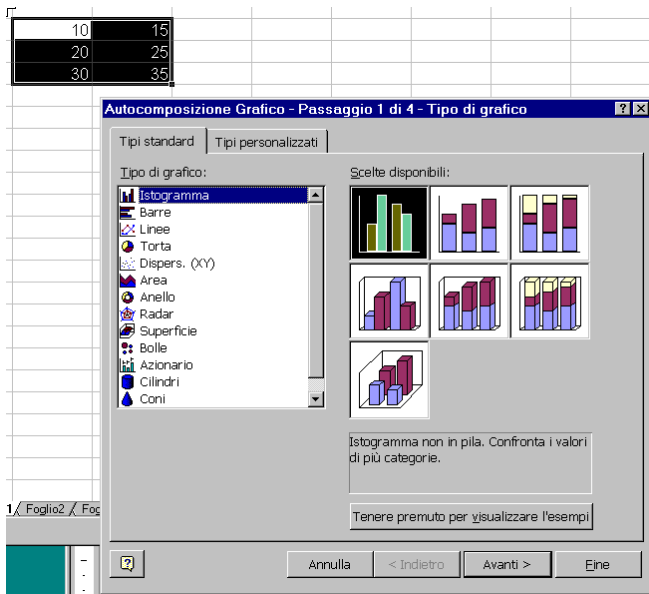 10 15
20 25
30 35
Autocomposizione Grafico - Passaggio 1 di 4 - Tipo di grafico
Tipi standard
Tipi personalizzati
Tipo di grafico:
Istogramma
Barre
Linee
Torta
Dispers. (XY)
Area
Anello
Radar
Superficie
Bolle
Azionario
Cilindri
Coni
Scelte disponibili:
Istogramma non in pila. Confronta i valori
di più categorie.
Tenere premuto per visualizzare l'esempi
1 / Foglio2 / Fog
Annulla
< Indietro
Avanti >
Fine